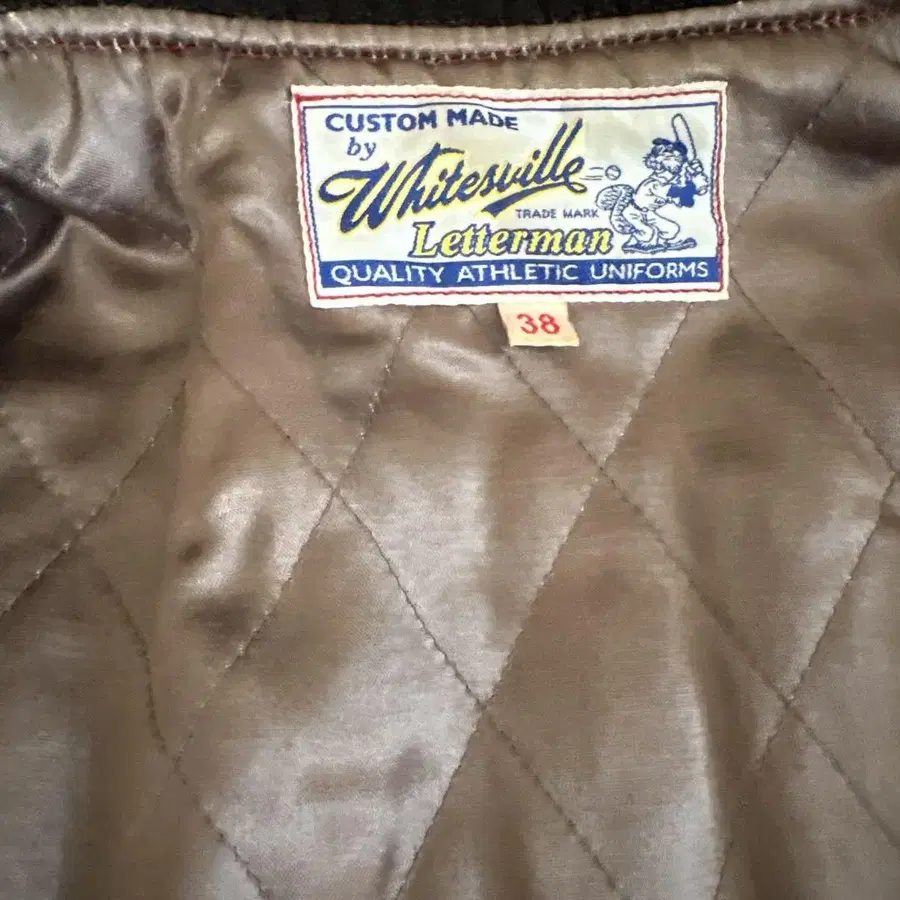 CUSTOM MADE
by
Whitesville
TRADE MARK
Letterman
QUALITY ATHLETIC UNIFORMS
38